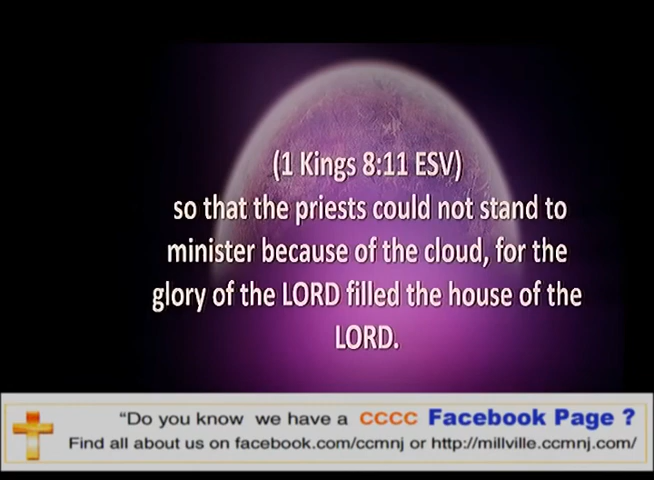 (1 Kings 8:11 ESV)
so that the priests could not stand to
minister because of the cloud, for the
glory of the LORD filled the house of the
LORD.
“Do you know we have a CCCC Facebook Page ?
Find all about us on facebook.com/ccmnj or http://millville.ccmnj.com/